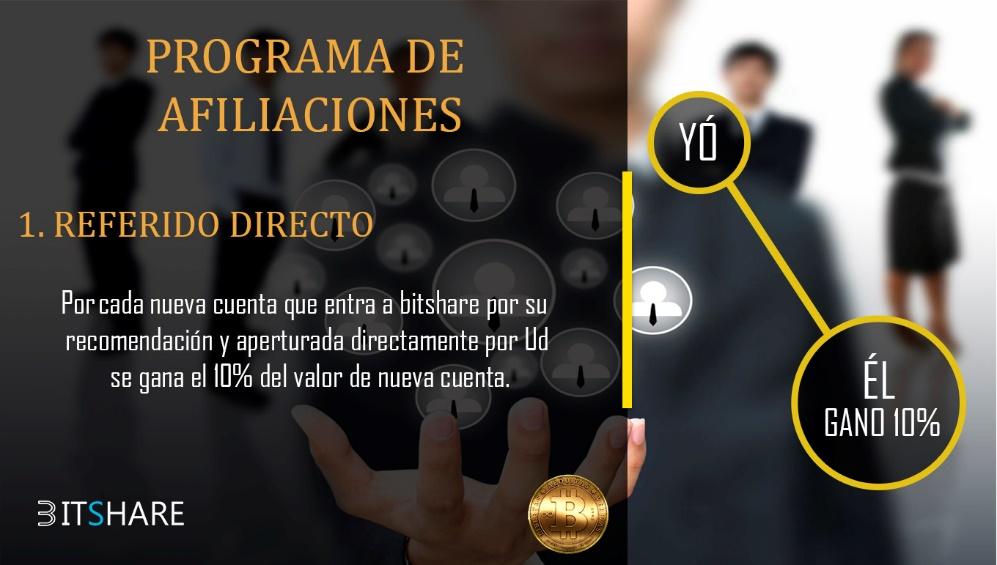 PROGRAMA DE
AFILIACIONES
1. REFERIDO DIRECTO
Por cada nueva cuenta que entra a bitshare por su
recomendación y aperturada directamente por Ud
se gana el 10% del valor de nueva cuenta.
YÓ
ÉL
GANO 10%
BITSHARE